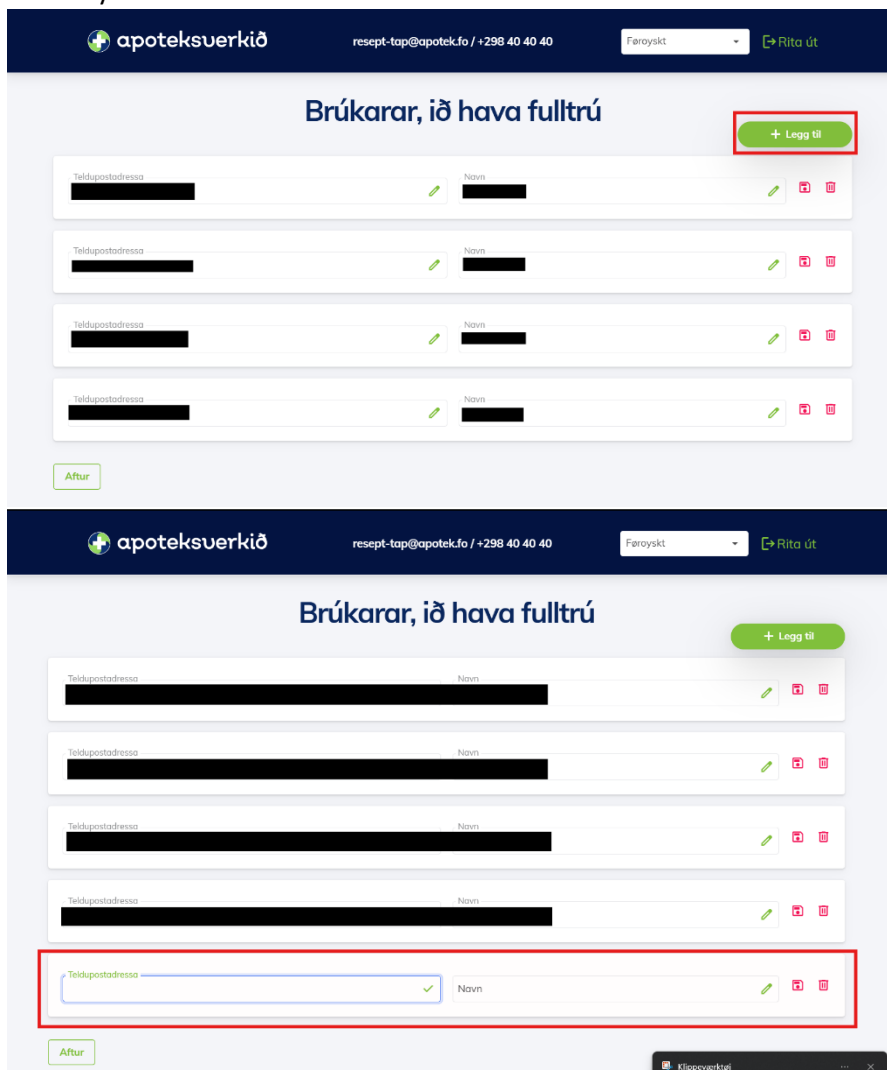 apoteksverkið resept-tap@apotek.fo / +298 40 40 40 Føroyskt Rita út
Brúkarar, ið hava fulltrú
+ Legg til
Teldupostadressa Navn
Teldupostadressa Navn
Teldupostadressa Navn
Teldupostadressa Navn
Aftur
apoteksverkið resept-tap@apotek.fo / +298 40 40 40 Føroyskt Rita út
Brúkarar, ið hava fulltrú
+ Legg til
Teldupostadressa Navn
Teldupostadressa Navn
Teldupostadressa Navn
Teldupostadressa Navn
Teldupostadressa
Navn
Aftur
Klippeværktøj